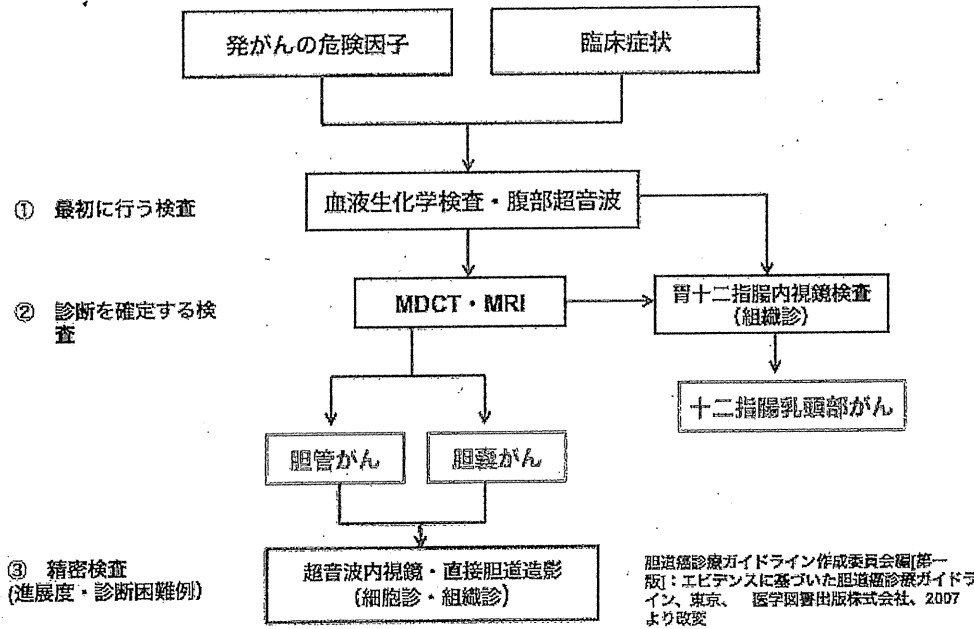 発がんの危険因子
臨床症状
① 最初に行う検査
血液生化学検査・腹部超音波
② 診断を確定する検
査
MDCT・MRI
胃十二指腸内視鏡検査
(組織診)
十二指腸乳頭部がん
胆管がん
胆嚢がん
③ 精密検査
(進展度・診断困難例)
超音波内視鏡・直接胆道造影
(細胞診・組織診)
胆道癌診療ガイドライン作成委員会編[第一
版]:エビデンスに基づいた胆道癌診療ガイドラ
イン、東京、 医学図書出版株式会社、2007
より改変